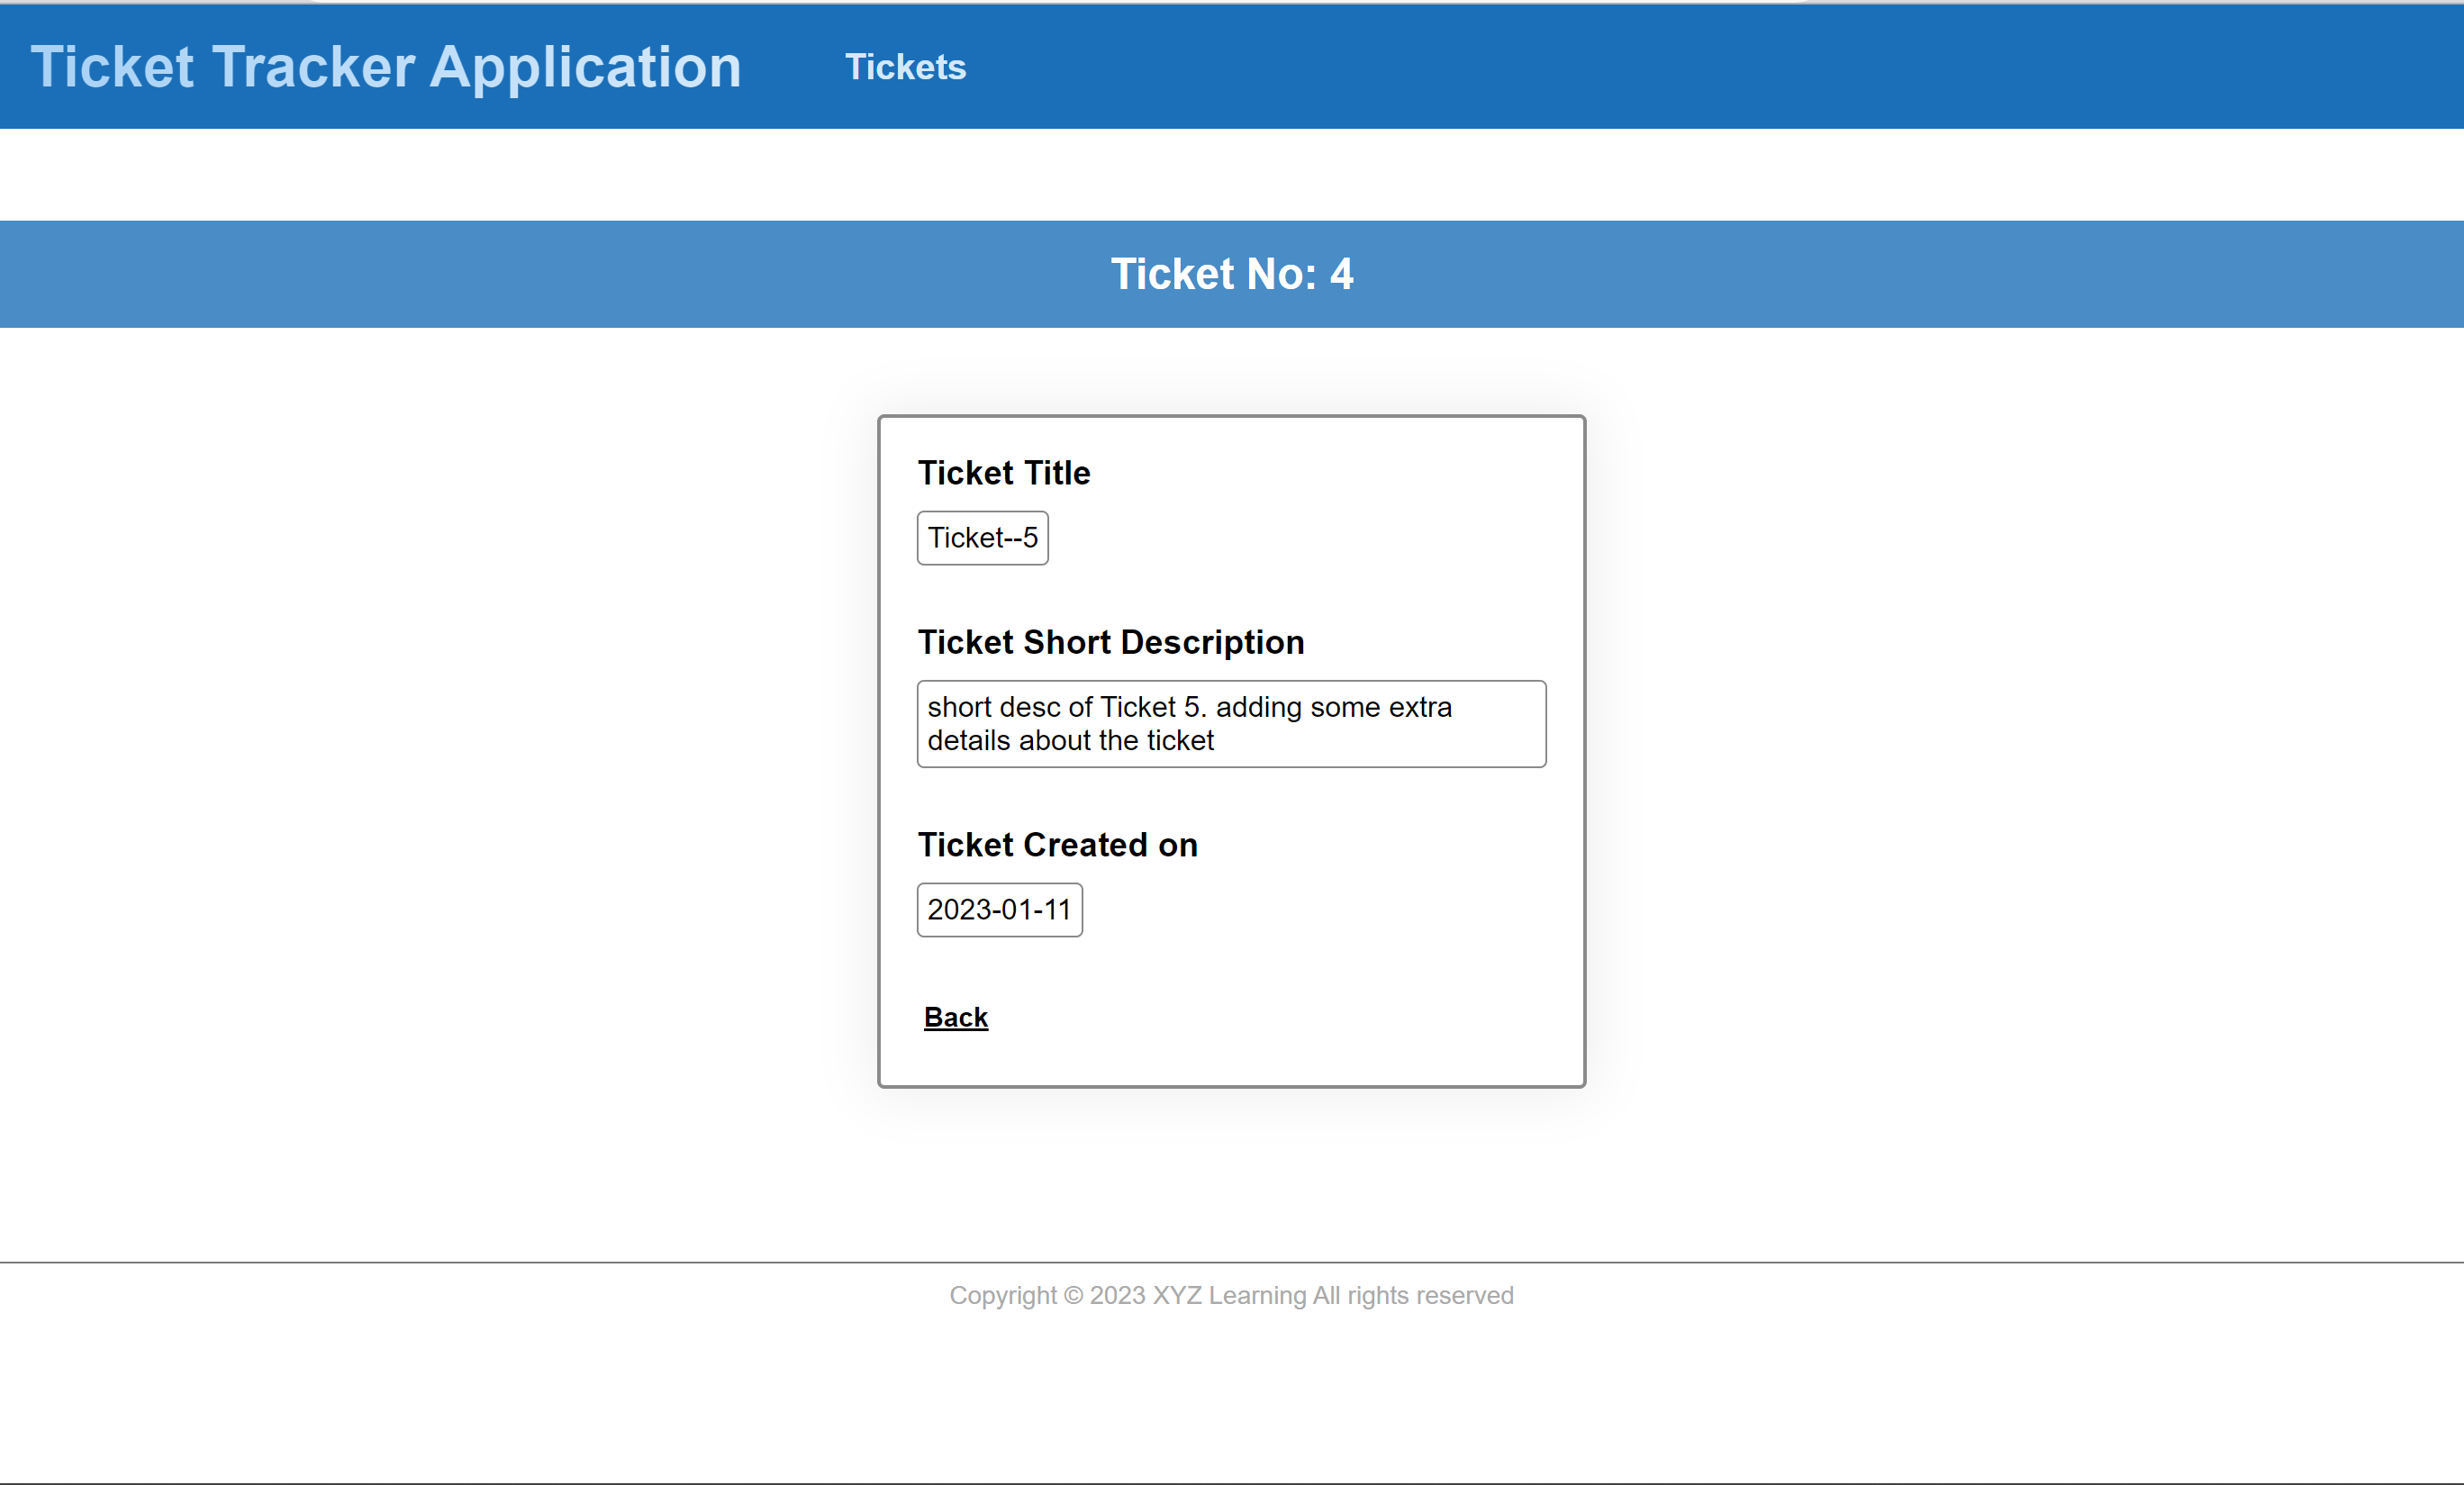 Ticket Tracker Application
Tickets
Ticket No: 4
Ticket Title
Ticket--5
Ticket Short Description
short desc of Ticket 5. adding some extra
details about the ticket
Ticket Created on
2023-01-11
Back
Copyright © 2023 XYZ Learning All rights reserved